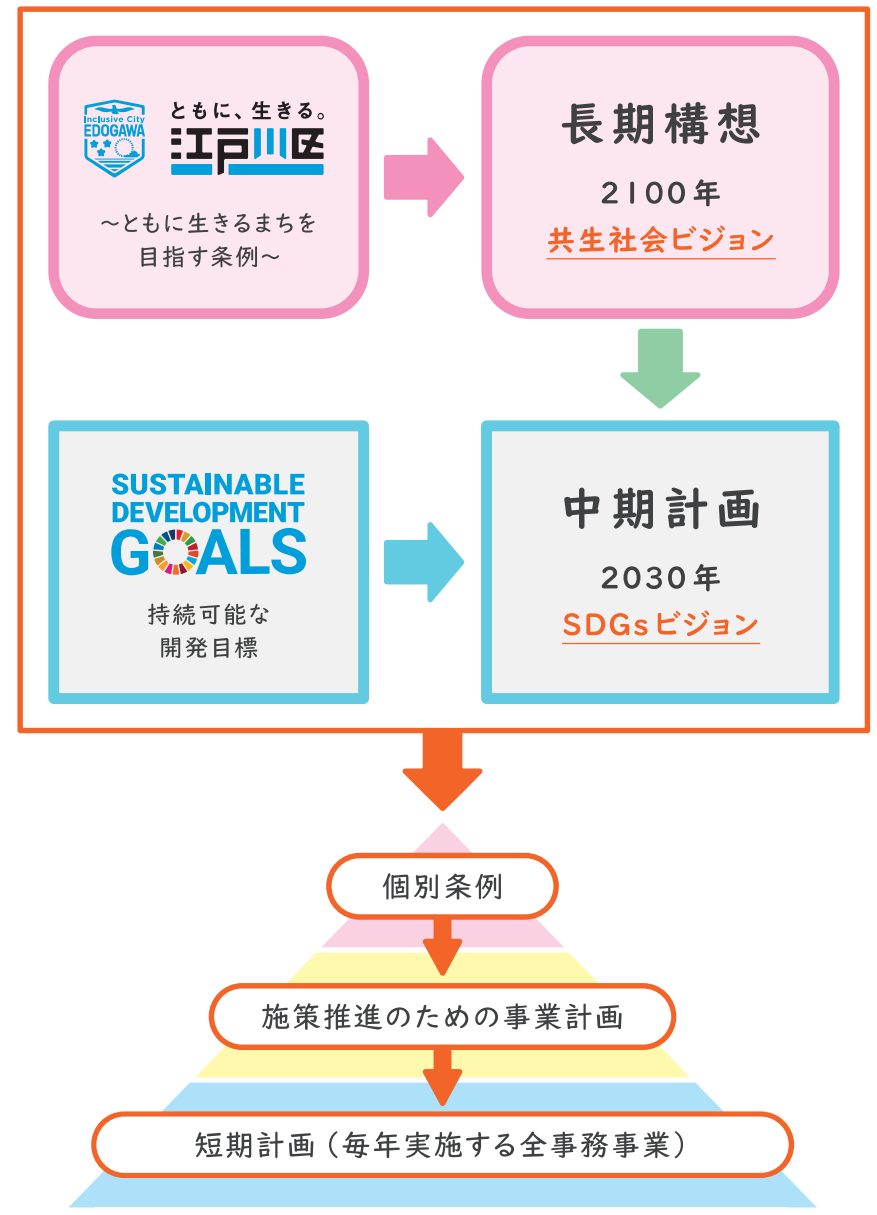 Inclusive City
EDOGAWA
ともに、生きる。
江戸川区
～ともに生きるまちを
目指す条例～
長期構想
2100年
共生社会ビジョン
SUSTAINABLE
DEVELOPMENT
GOALS
持続可能な
開発目標
中期計画
2030年
SDGsビジョン
個別条例
施策推進のための事業計画
短期計画（毎年実施する全事務事業）